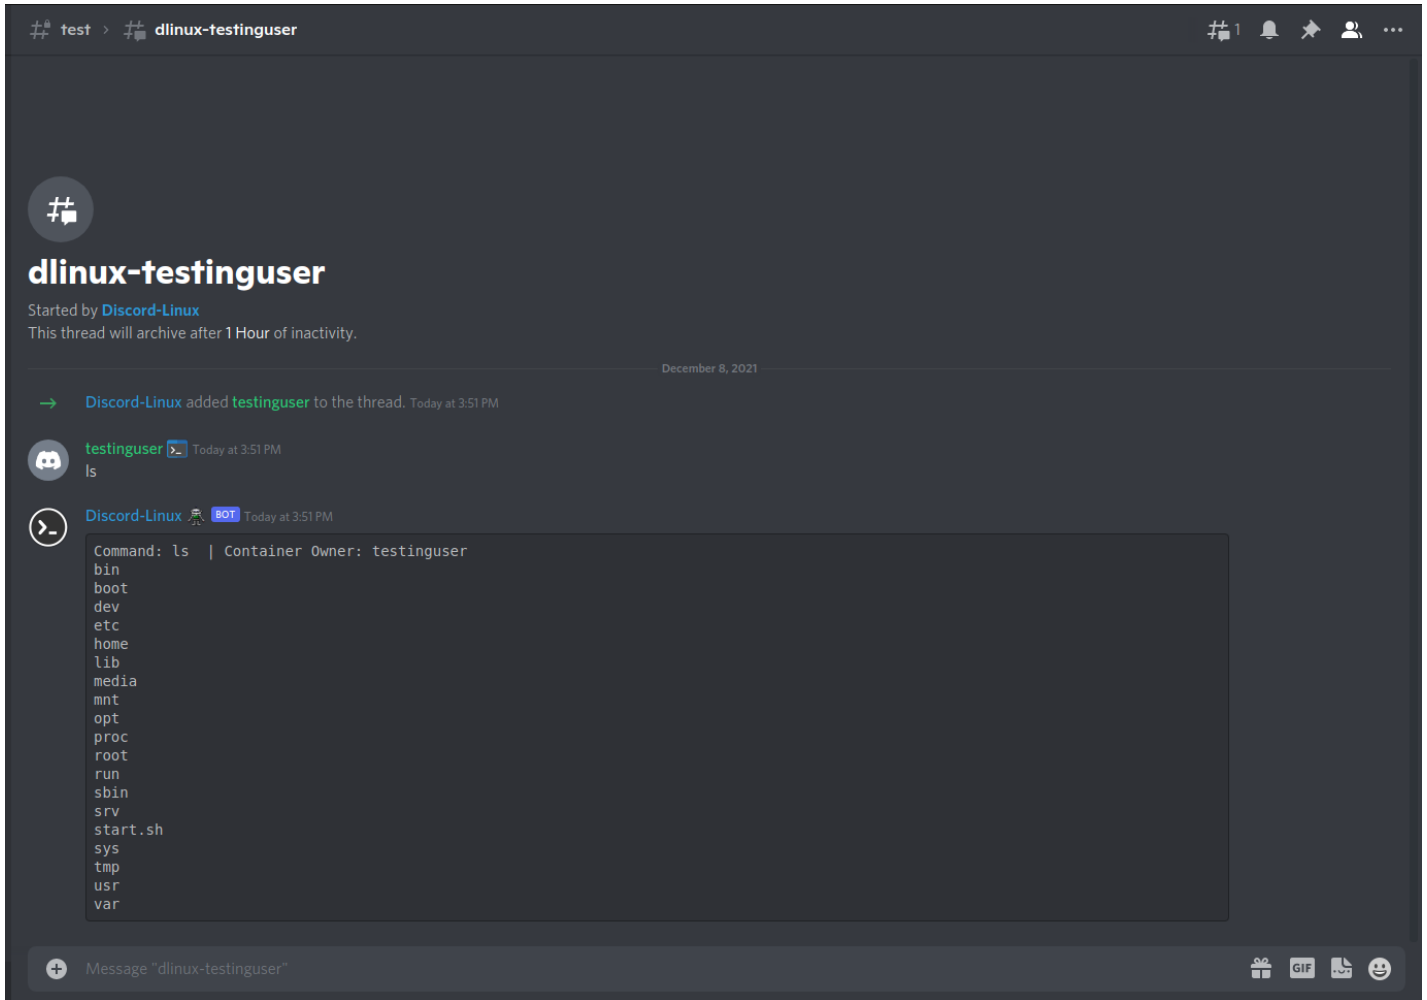 test › dlinux-testinguser 1
dlinux-testinguser
Started by Discord-Linux
This thread will archive after 1 Hour of inactivity.
December 8, 2021
Discord-Linux added testinguser to the thread. Today at 3:51 PM
testinguser Today at 3:51 PM
ls
Discord-Linux BOT Today at 3:51 PM
Command: ls  | Container Owner: testinguser
bin
boot
dev
etc
home
lib
media
mnt
opt
proc
root
run
sbin
srv
start.sh
sys
tmp
usr
var
Message "dlinux-testinguser" GIF